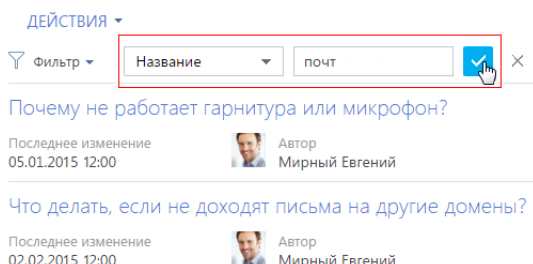 ДЕЙСТВИЯ
Фильтр Название почт
Почему не работает гарнитура или микрофон?
Последнее изменение Автор
05.01.2015 12:00 Мирный Евгений
Что делать, если не доходят письма на другие домены?
Последнее изменение Автор
02.02.2015 12:00 Мирный Евгений